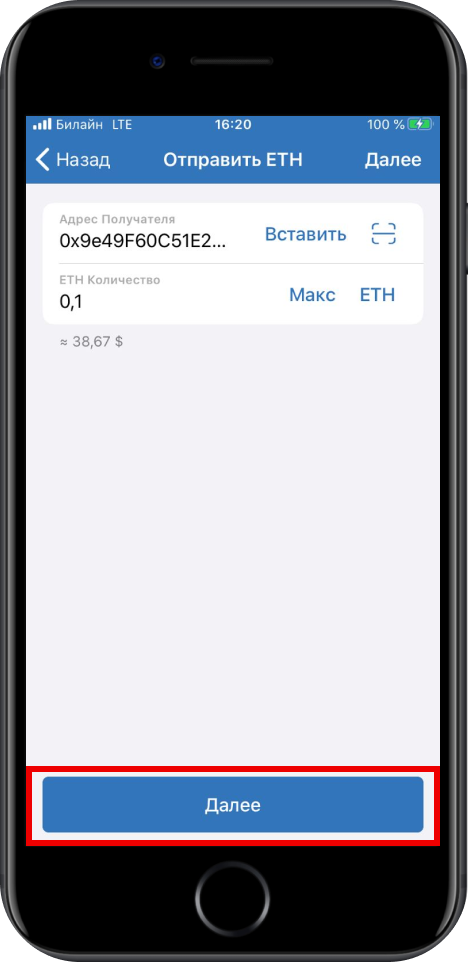 Билайн LTE 16:20 100 %
Назад Отправить ETH Далее
Адрес Получателя
0x9e49F60C51E2... Вставить
ETH Количество
0,1 Макс ETH
≈ 38,67 $
Далее